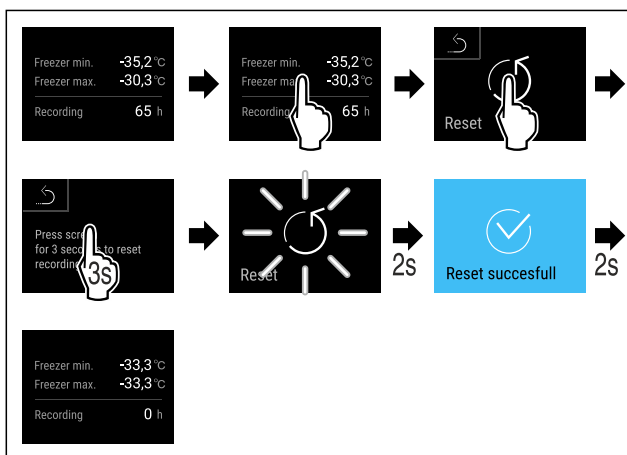 Freezer min. -35,2 °C
Freezer max. -30,3 °C
Recording 65 h
Freezer min. -35,2 °C
Freezer -30,3 °C
Recording 65 h
Reset
Press
for 3 to reset
3s
Reset
2s
Reset succesfull
2s
Freezer min. -33,3 °C
Freezer max. -33,3 °C
Recording 0 h